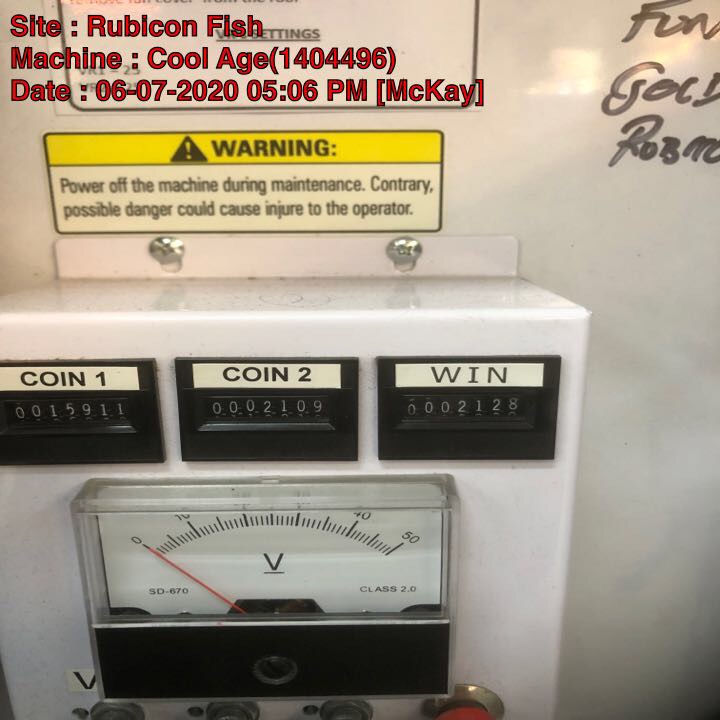 Site : Rubicon Fish
Machine : Cool Age(1404496)
Date : 06-07-2020 05:06 PM [McKay]
SETTINGS
WARNING:
Power off the machine during maintenance. Contrary,
possible danger could cause injure to the operator.
COIN 1
COIN 2
WIN
0015911
0002109
0002128
0 10 40 50
V
SD-670
CLASS 2.0